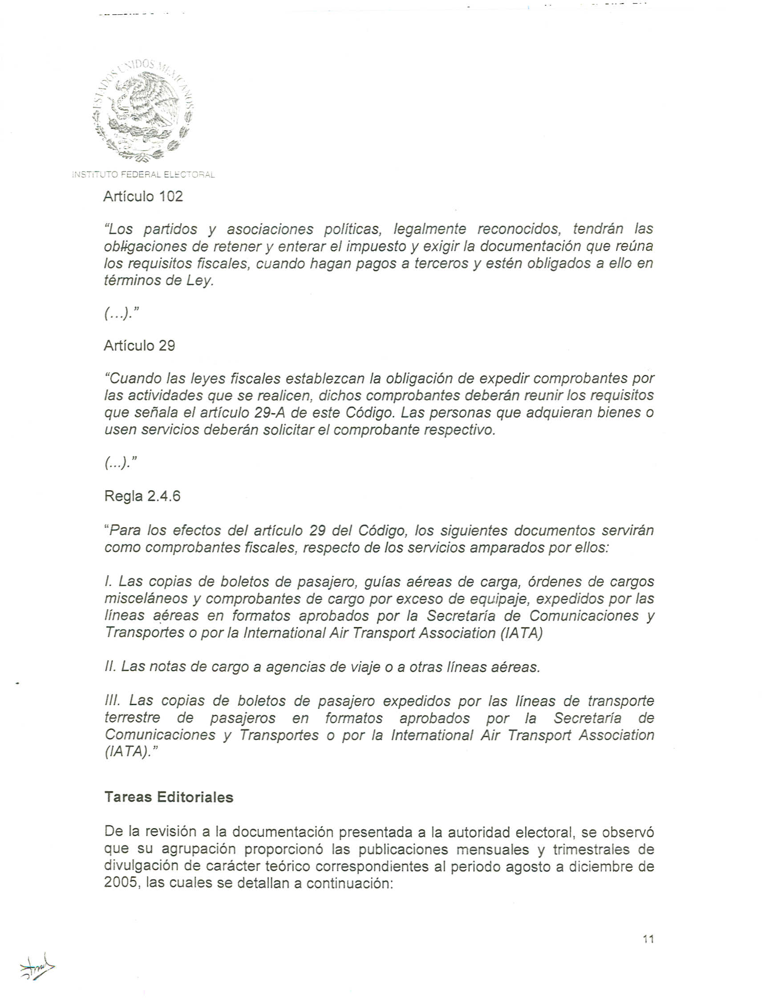 ESTADOS UNIDOS MEXICANOS
INSTITUTO FEDERAL ELECTORAL
Artículo 102
“Los partidos y asociaciones políticas, legalmente reconocidos, tendrán las
obligaciones de retener y enterar el impuesto y exigir la documentación que reúna
los requisitos fiscales, cuando hagan pagos a terceros y estén obligados a ello en
términos de Ley.
(...).”
Artículo 29
“Cuando las leyes fiscales establezcan la obligación de expedir comprobantes por
las actividades que se realicen, dichos comprobantes deberán reunir los requisitos
que señala el artículo 29-A de este Código. Las personas que adquieran bienes o
usen servicios deberán solicitar el comprobante respectivo.
(...).”
Regla 2.4.6
“Para los efectos del artículo 29 del Código, los siguientes documentos servirán
como comprobantes fiscales, respecto de los servicios amparados por ellos:
I. Las copias de boletos de pasajero, guías aéreas de carga, órdenes de cargos
misceláneos y comprobantes de cargo por exceso de equipaje, expedidos por las
líneas aéreas en formatos aprobados por la Secretaría de Comunicaciones y
Transportes o por la International Air Transport Association (IATA)
II. Las notas de cargo a agencias de viaje o a otras líneas aéreas.
III. Las copias de boletos de pasajero expedidos por las líneas de transporte
terrestre de pasajeros en formatos aprobados por la Secretaría de
Comunicaciones y Transportes o por la International Air Transport Association
(IATA).”
Tareas Editoriales
De la revisión a la documentación presentada a la autoridad electoral, se observó
que su agrupación proporcionó las publicaciones mensuales y trimestrales de
divulgación de carácter teórico correspondientes al periodo agosto a diciembre de
2005, las cuales se detallan a continuación:
11